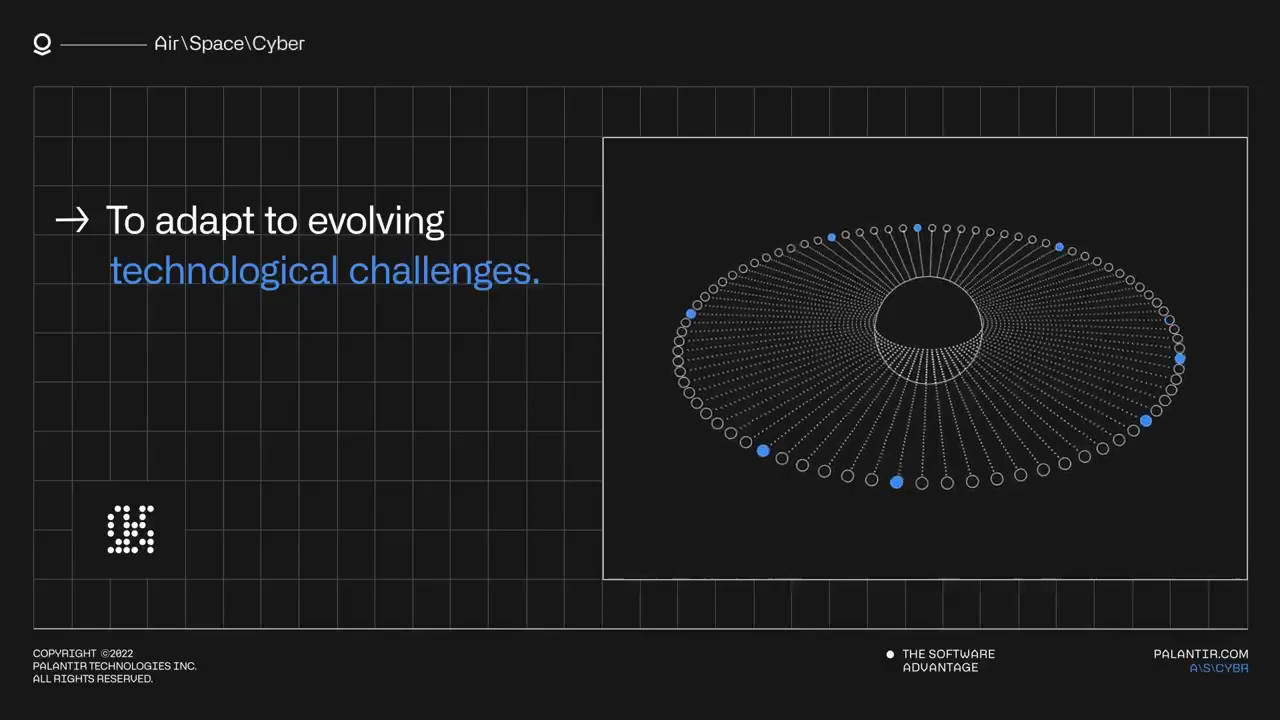 Air\Space\Cyber
→ To adapt to evolving
technological challenges.
COPYRIGHT ©2022
PALANTIR TECHNOLOGIES INC.
ALL RIGHTS RESERVED.
THE SOFTWARE
ADVANTAGE
PALANTIR.COM
A\S\CYBR